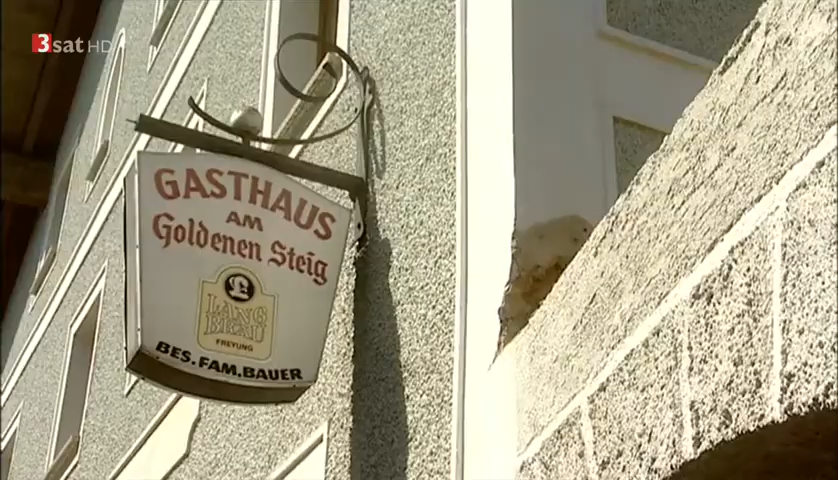 3sat HD
GASTHAUS
AM
Goldenen Steig
LANG
BRÄU
FREYUNG
BES. FAM. BAUER